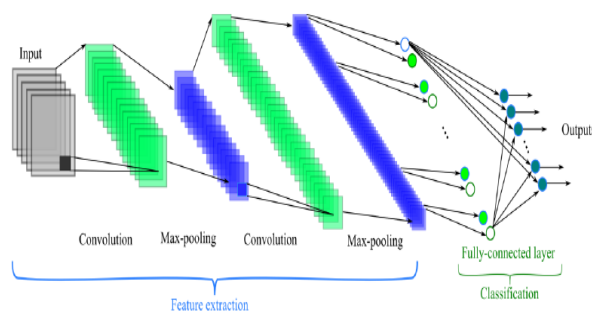 Input
Output
Convolution
Max-pooling
Convolution
Max-pooling
Fully-connected layer
Feature extraction
Classification